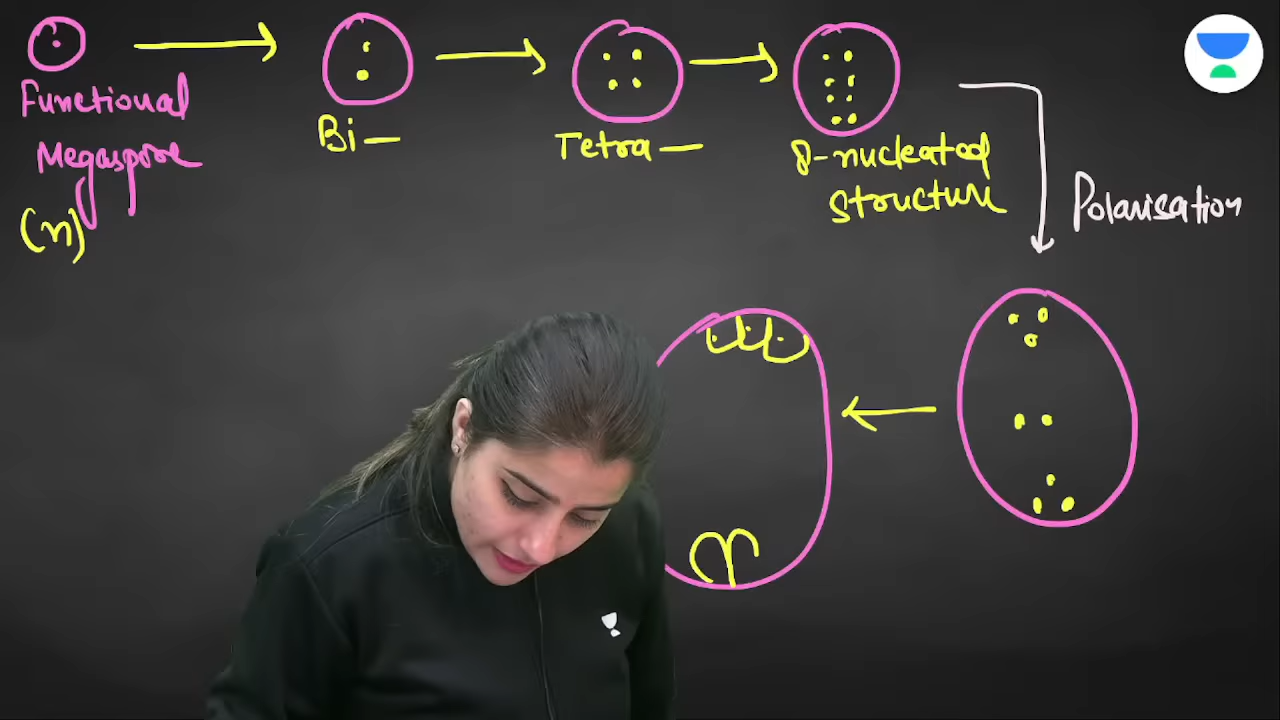 Functional
Megaspore
(n)
Bi—
Tetra—
8-nucleated
structure
Polarisation